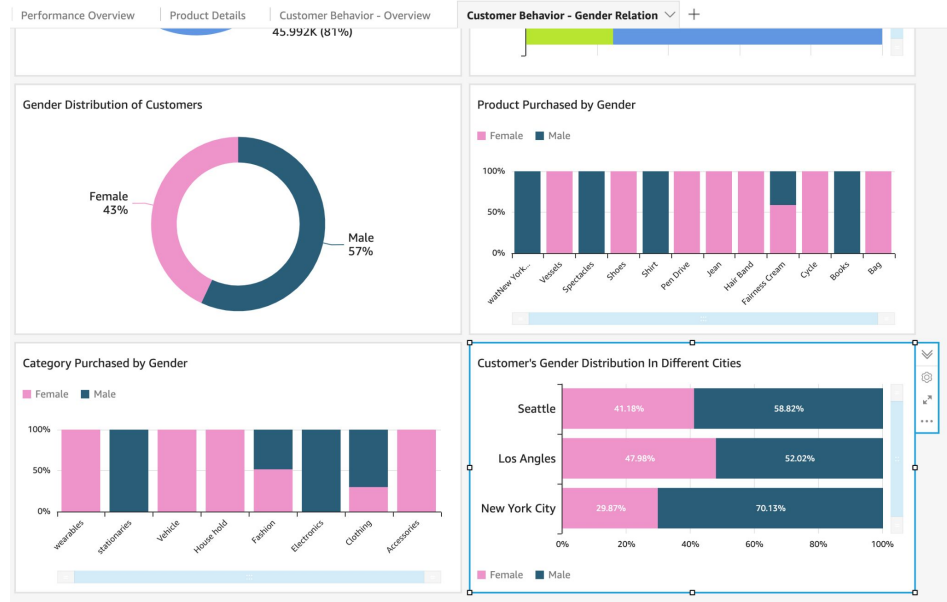 Performance Overview
Product Details
Customer Behavior - Overview
Customer Behavior - Gender Relation
45.992K (81%)
Gender Distribution of Customers
Female
43%
Male
57%
Product Purchased by Gender
Female Male
100%
50%
0%
watNew York... Vessels Spectacles Shoes Shirt Pen Drive Jean Hair Band Fairness Cream Cycle Books Bag
Category Purchased by Gender
Female Male
100%
50%
0%
wearables stationaries Vehicle House hold Fashion Electronics Clothing Accessories
Customer's Gender Distribution In Different Cities
Seattle 41.18% 58.82%
Los Angles 47.98% 52.02%
New York City 29.87% 70.13%
0% 20% 40% 60% 80% 100%
Female Male